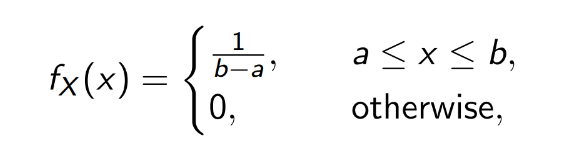 f_X(x) = { 1/(b−a), a ≤ x ≤ b,
0, otherwise,